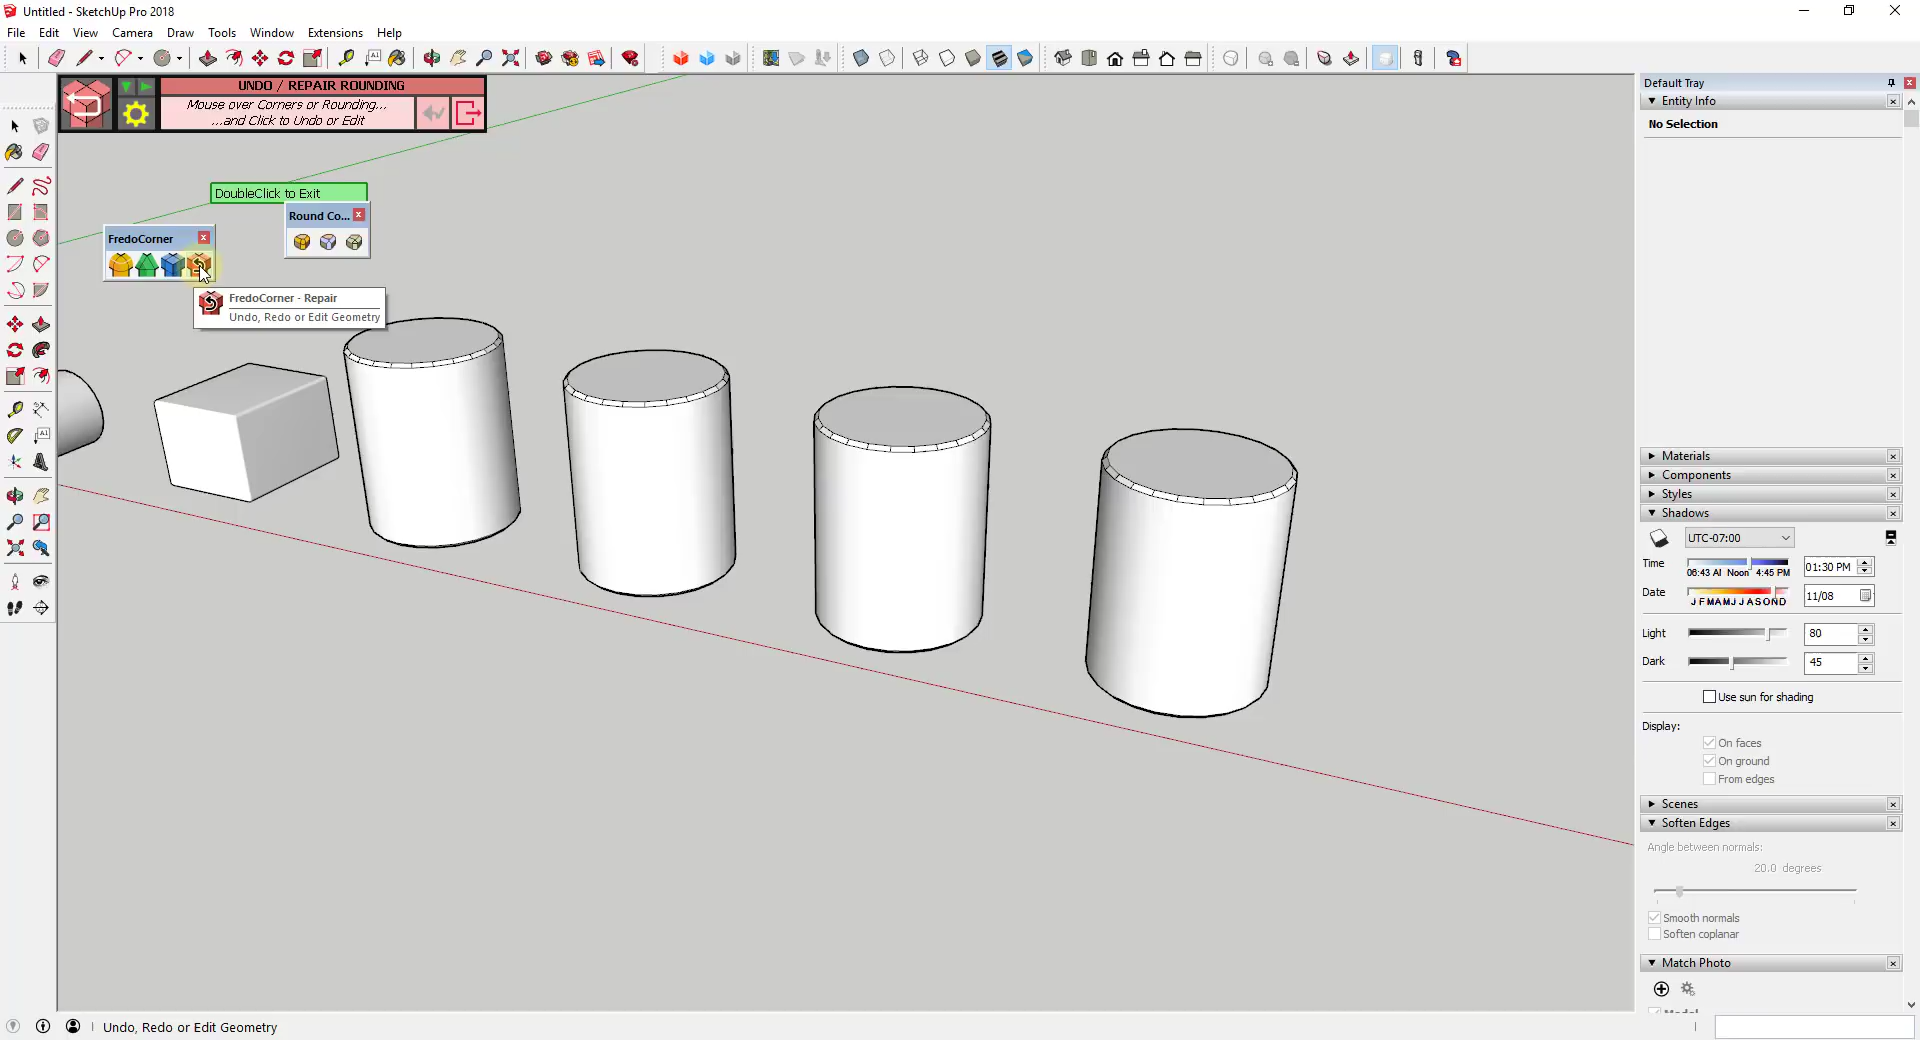 Untitled - SketchUp Pro 2018
File Edit View Camera Draw Tools Window Extensions Help
UNDO / REPAIR ROUNDING
Mouse over Corners or Rounding...
...and Click to Undo or Edit
DoubleClick to Exit
Round Co...
FredoCorner
FredoCorner - Repair
Undo, Redo or Edit Geometry
Default Tray
Entity Info
No Selection
Materials
Components
Styles
Shadows
UTC-07:00
Time
06:43 AI Noon 4:45 PM
01:30 PM
Date
J F M A M J J A S O N D
11/08
Light
80
Dark
45
Use sun for shading
Display:
On faces
On ground
From edges
Scenes
Soften Edges
Angle between normals:
20.0 degrees
Smooth normals
Soften coplanar
Match Photo
Undo, Redo or Edit Geometry